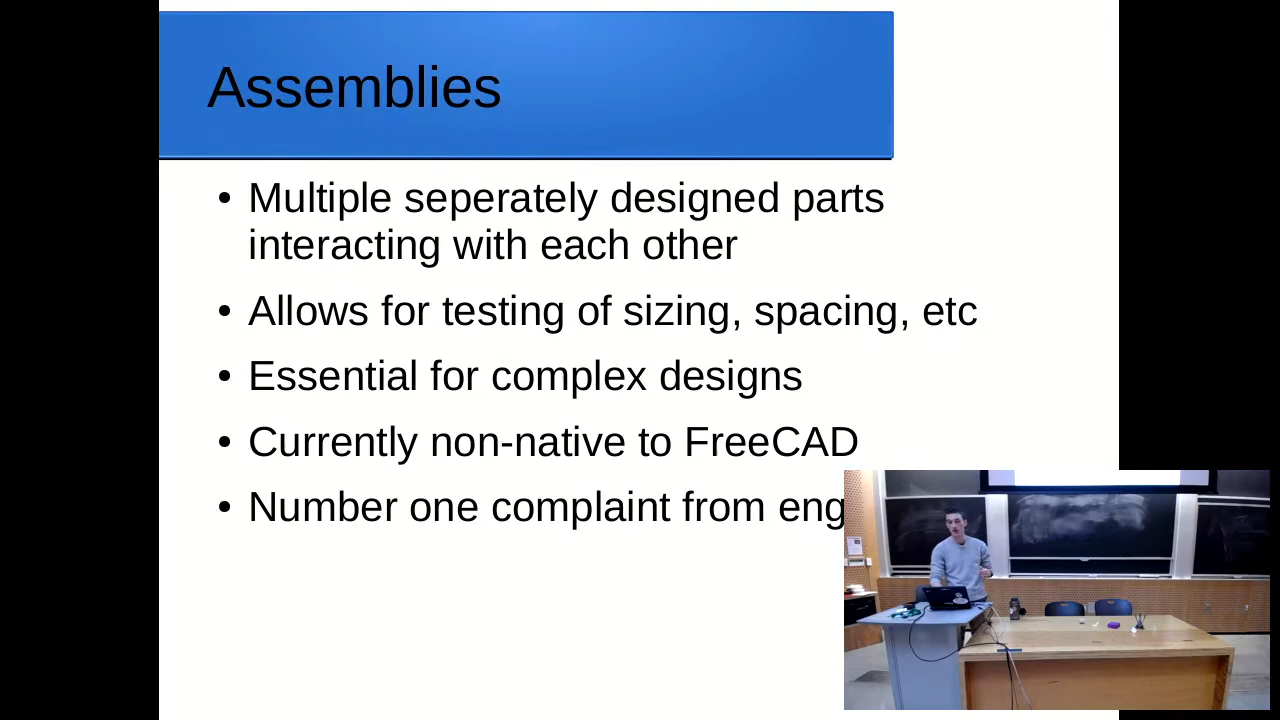 Assemblies
• Multiple seperately designed parts
interacting with each other
• Allows for testing of sizing, spacing, etc
• Essential for complex designs
• Currently non-native to FreeCAD
• Number one complaint from